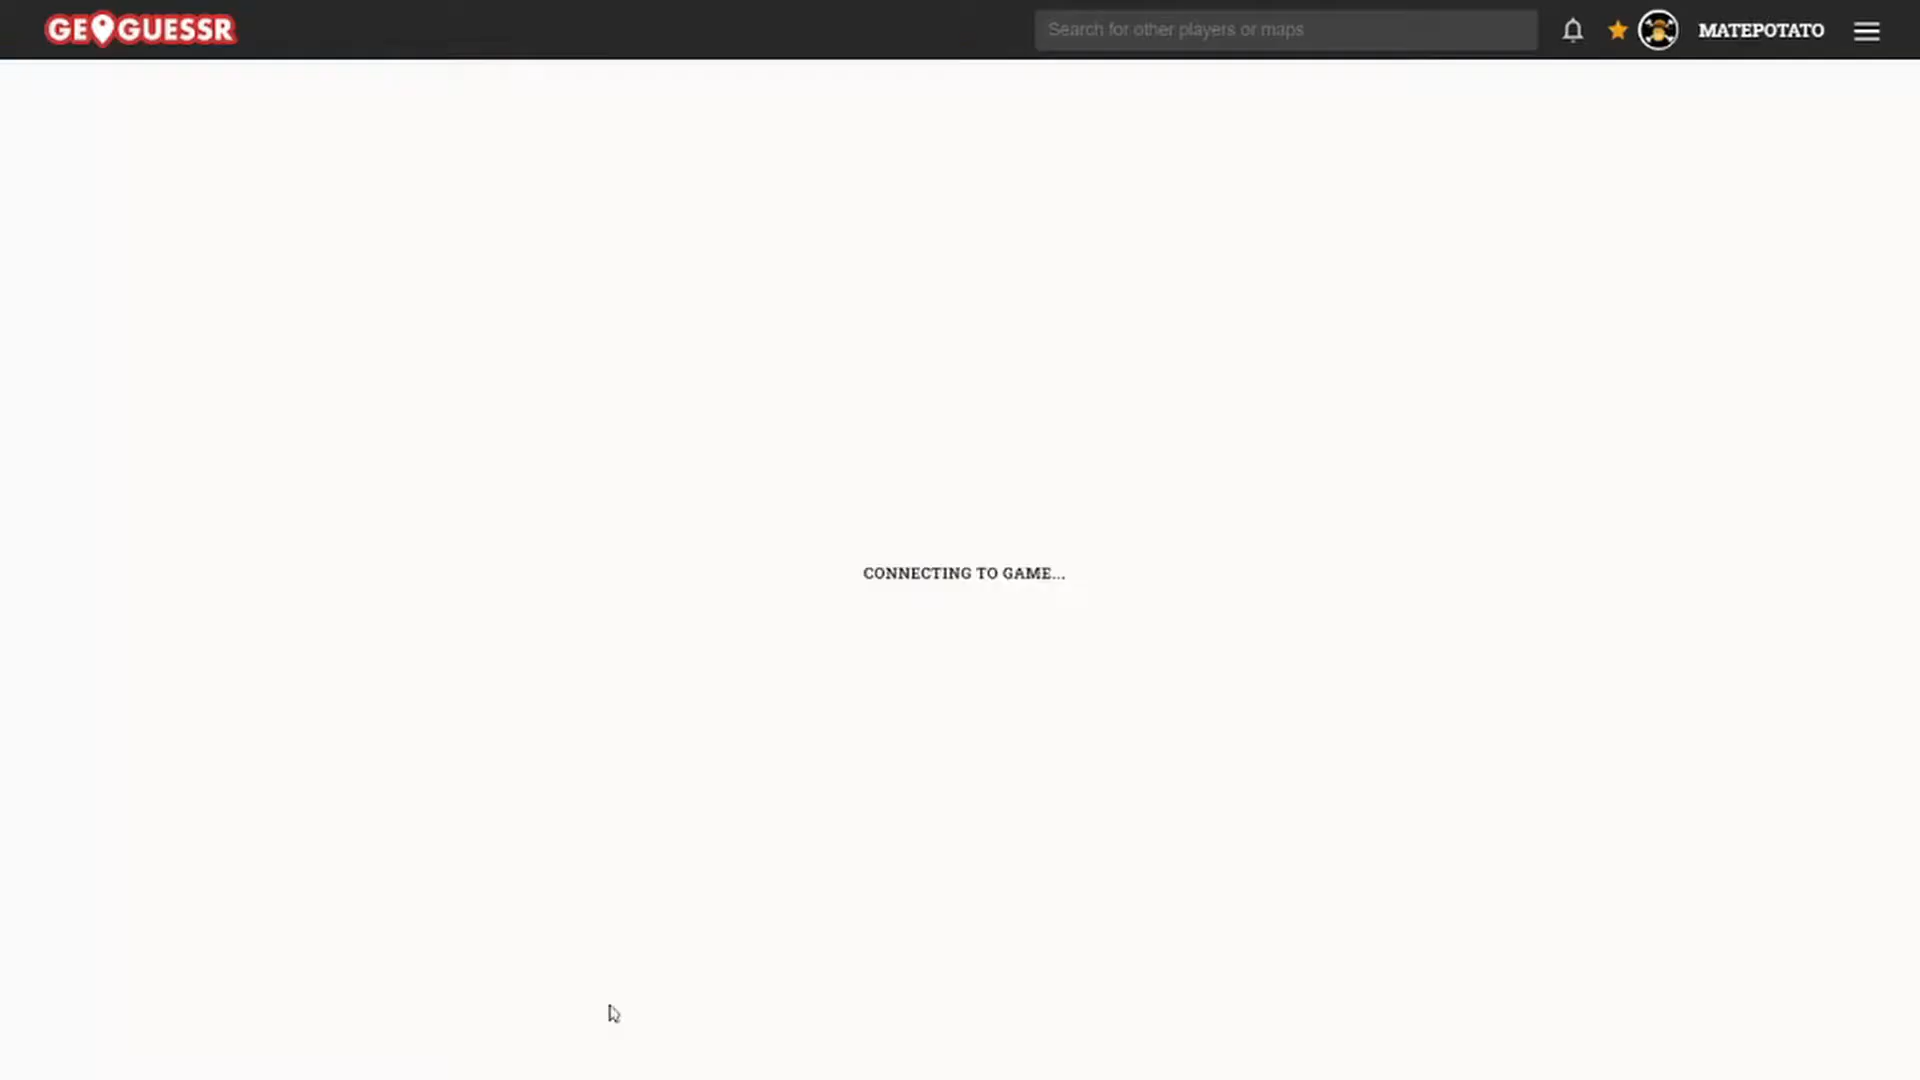 GEOGUESSR
Search for other players or maps
MATEPOTATO
CONNECTING TO GAME...